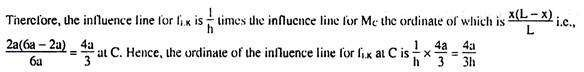 Therefore, the influence line for f₁.ₖ is 1/h times the influence line for Mc the ordinate of which is x(L – x)/L i.e.,
2a(6a – 2a)/6a = 4a/3 at C. Hence, the ordinate of the influence line for f₁.ₖ at C is 1/h × 4a/3 = 4a/3h